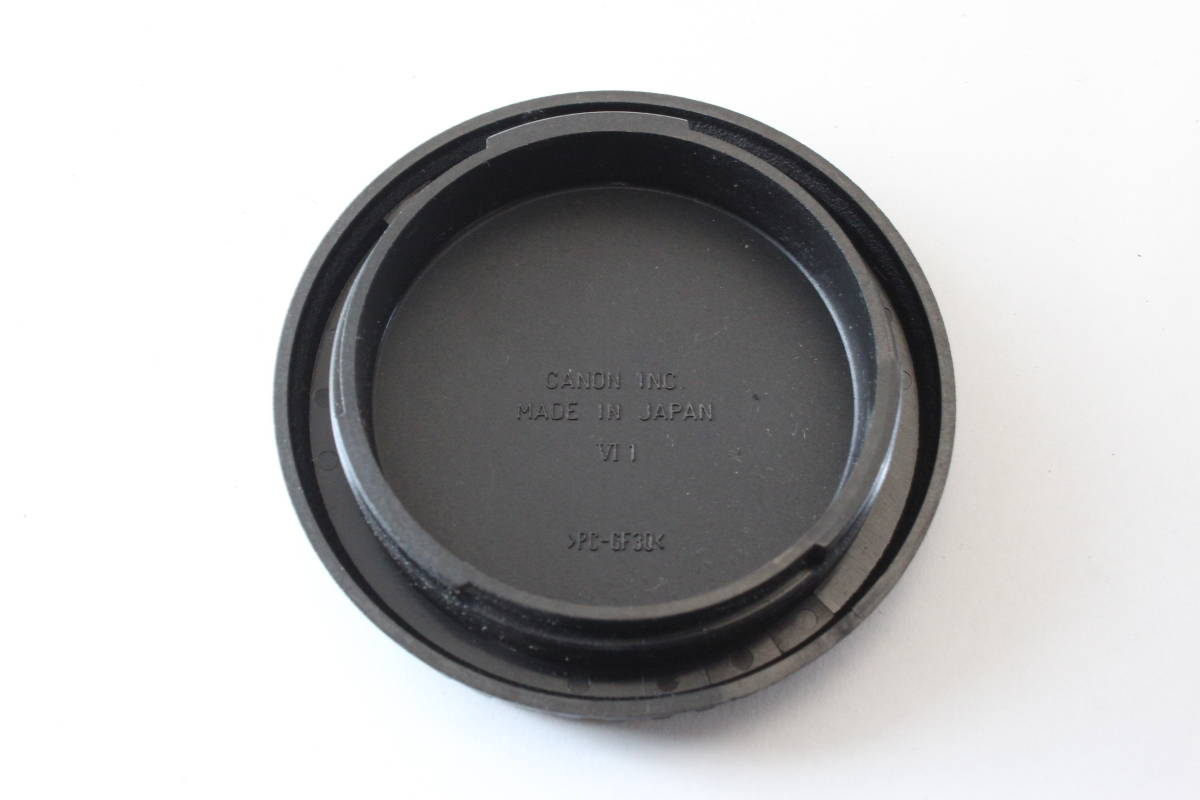 CANON INC.
MADE IN JAPAN
VI 1
>PC-GF30<